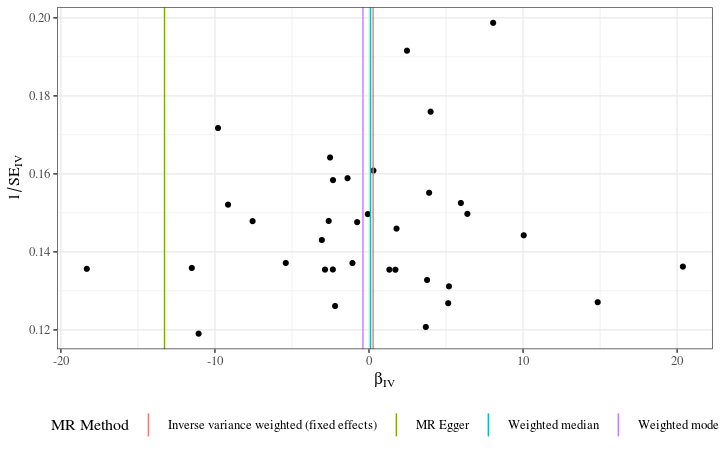 0.20
0.18
0.16
0.14
0.12
1/SE_IV
-20 -10 0 10 20
β_IV
MR Method Inverse variance weighted (fixed effects) MR Egger Weighted median Weighted mode